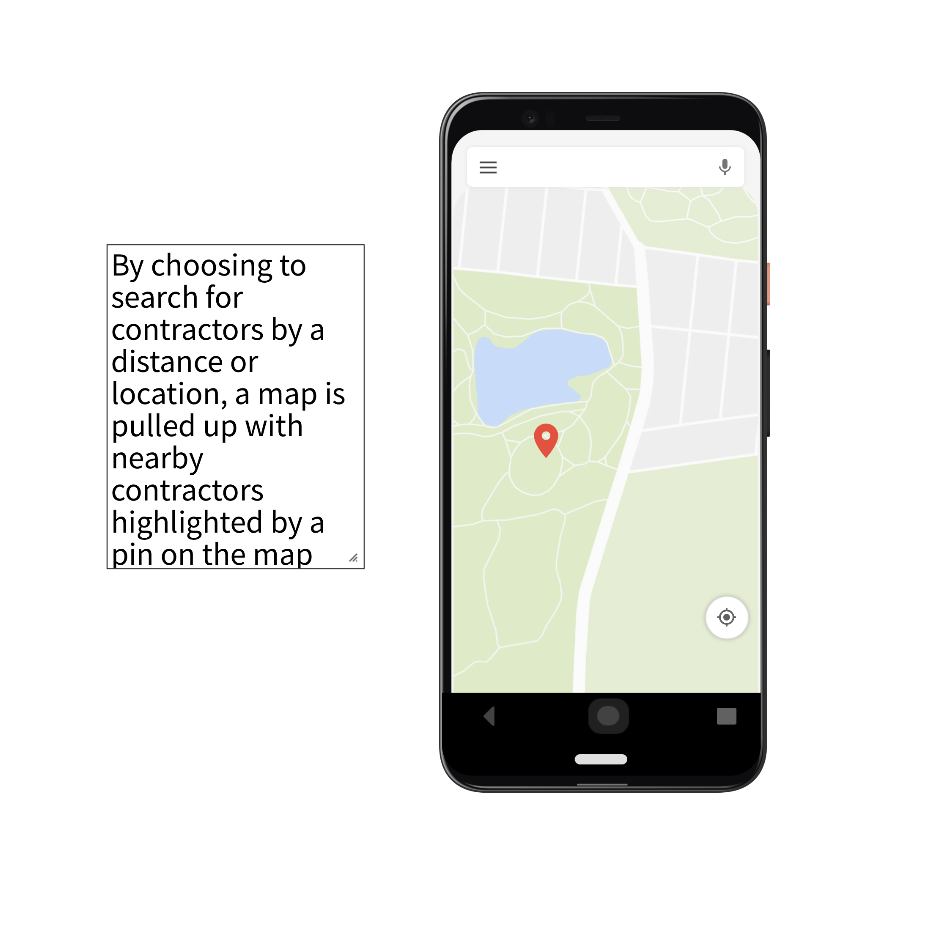 By choosing to
search for
contractors by a
distance or
location, a map is
pulled up with
nearby
contractors
highlighted by a
pin on the map